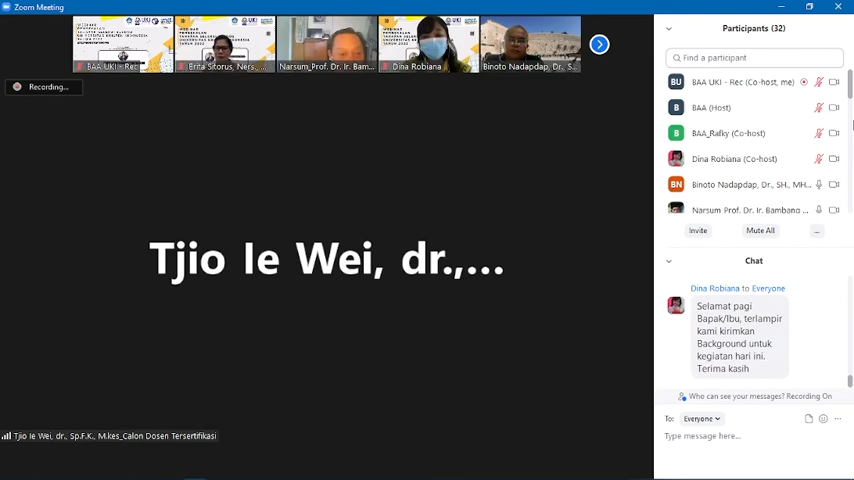 Zoom Meeting
BAA UKI - Rec
Erita Sitorus, Ners., ...
Narsum_Prof. Dr. Ir. Bam...
Dina Robiana
Binoto Nadapdap, Dr., S...
Recording...
Tjio Ie Wei, dr.,...
Tjio Ie Wei, dr., Sp.F.K., M.kes_Calon Dosen Tersertifikasi
Participants (32)
Find a participant
BU BAA UKI - Rec (Co-host, me)
B BAA (Host)
B BAA_Rafky (Co-host)
Dina Robiana (Co-host)
BN Binoto Nadapdap, Dr., SH., MH...
Narsum Prof. Dr. Ir. Bambang ...
Invite
Mute All
...
Chat
Dina Robiana to Everyone
Selamat pagi
Bapak/Ibu, terlampir
kami kirimkan
Background untuk
kegiatan hari ini.
Terima kasih
Who can see your messages? Recording On
To: Everyone
Type message here...